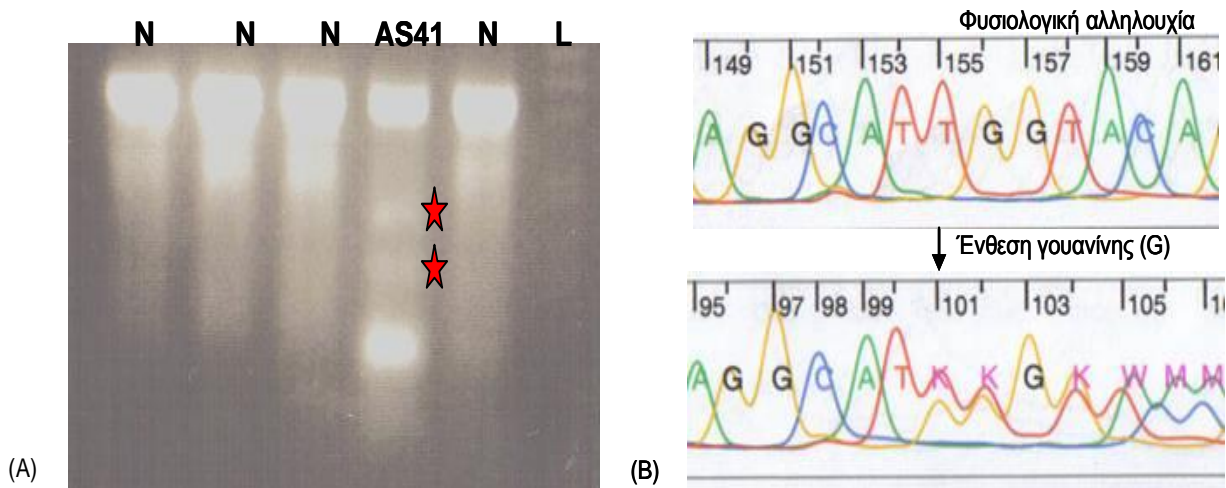 N N N AS41 N L
(A)
Φυσιολογική αλληλουχία
149 151 153 155 157 159 161
A G G C A T T G G T A C A
Ένθεση γουανίνης (G)
95 97 98 99 101 103 105
A G G C A T K K G K W M M
(B)